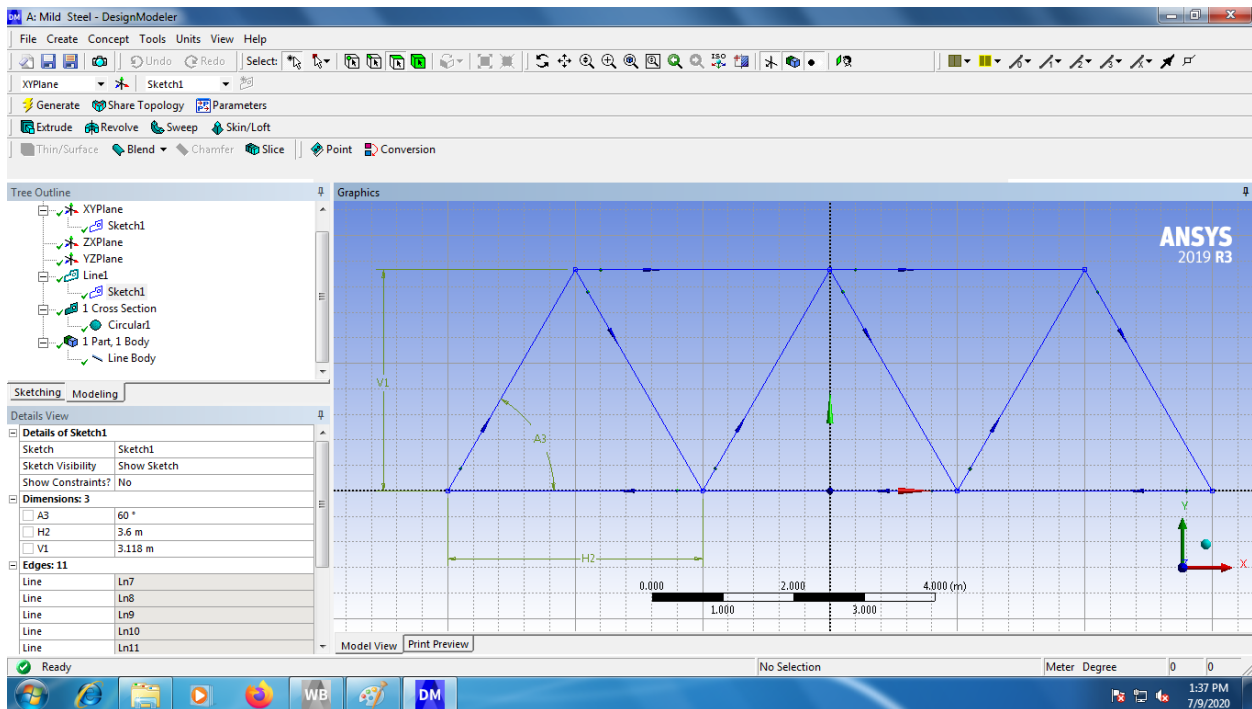 DM A: Mild Steel - DesignModeler
File Create Concept Tools Units View Help
Undo Redo Select: ISO
XYPlane Sketch1
Generate Share Topology Parameters
Extrude Revolve Sweep Skin/Loft
Thin/Surface Blend Chamfer Slice Point Conversion
Tree Outline
XYPlane
Sketch1
ZXPlane
YZPlane
Line1
Sketch1
1 Cross Section
Circular1
1 Part, 1 Body
Line Body
Sketching Modeling
Details View
Details of Sketch1
Sketch Sketch1
Sketch Visibility Show Sketch
Show Constraints? No
Dimensions: 3
A3 60 °
H2 3.6 m
V1 3.118 m
Edges: 11
Line Ln7
Line Ln8
Line Ln9
Line Ln10
Line Ln11
Graphics
ANSYS
2019 R3
V1
A3
H2
0.000 2.000 4.000 (m)
1.000 3.000
Y
X
Model View Print Preview
Ready No Selection Meter Degree 0 0
WB DM
1:37 PM
7/9/2020